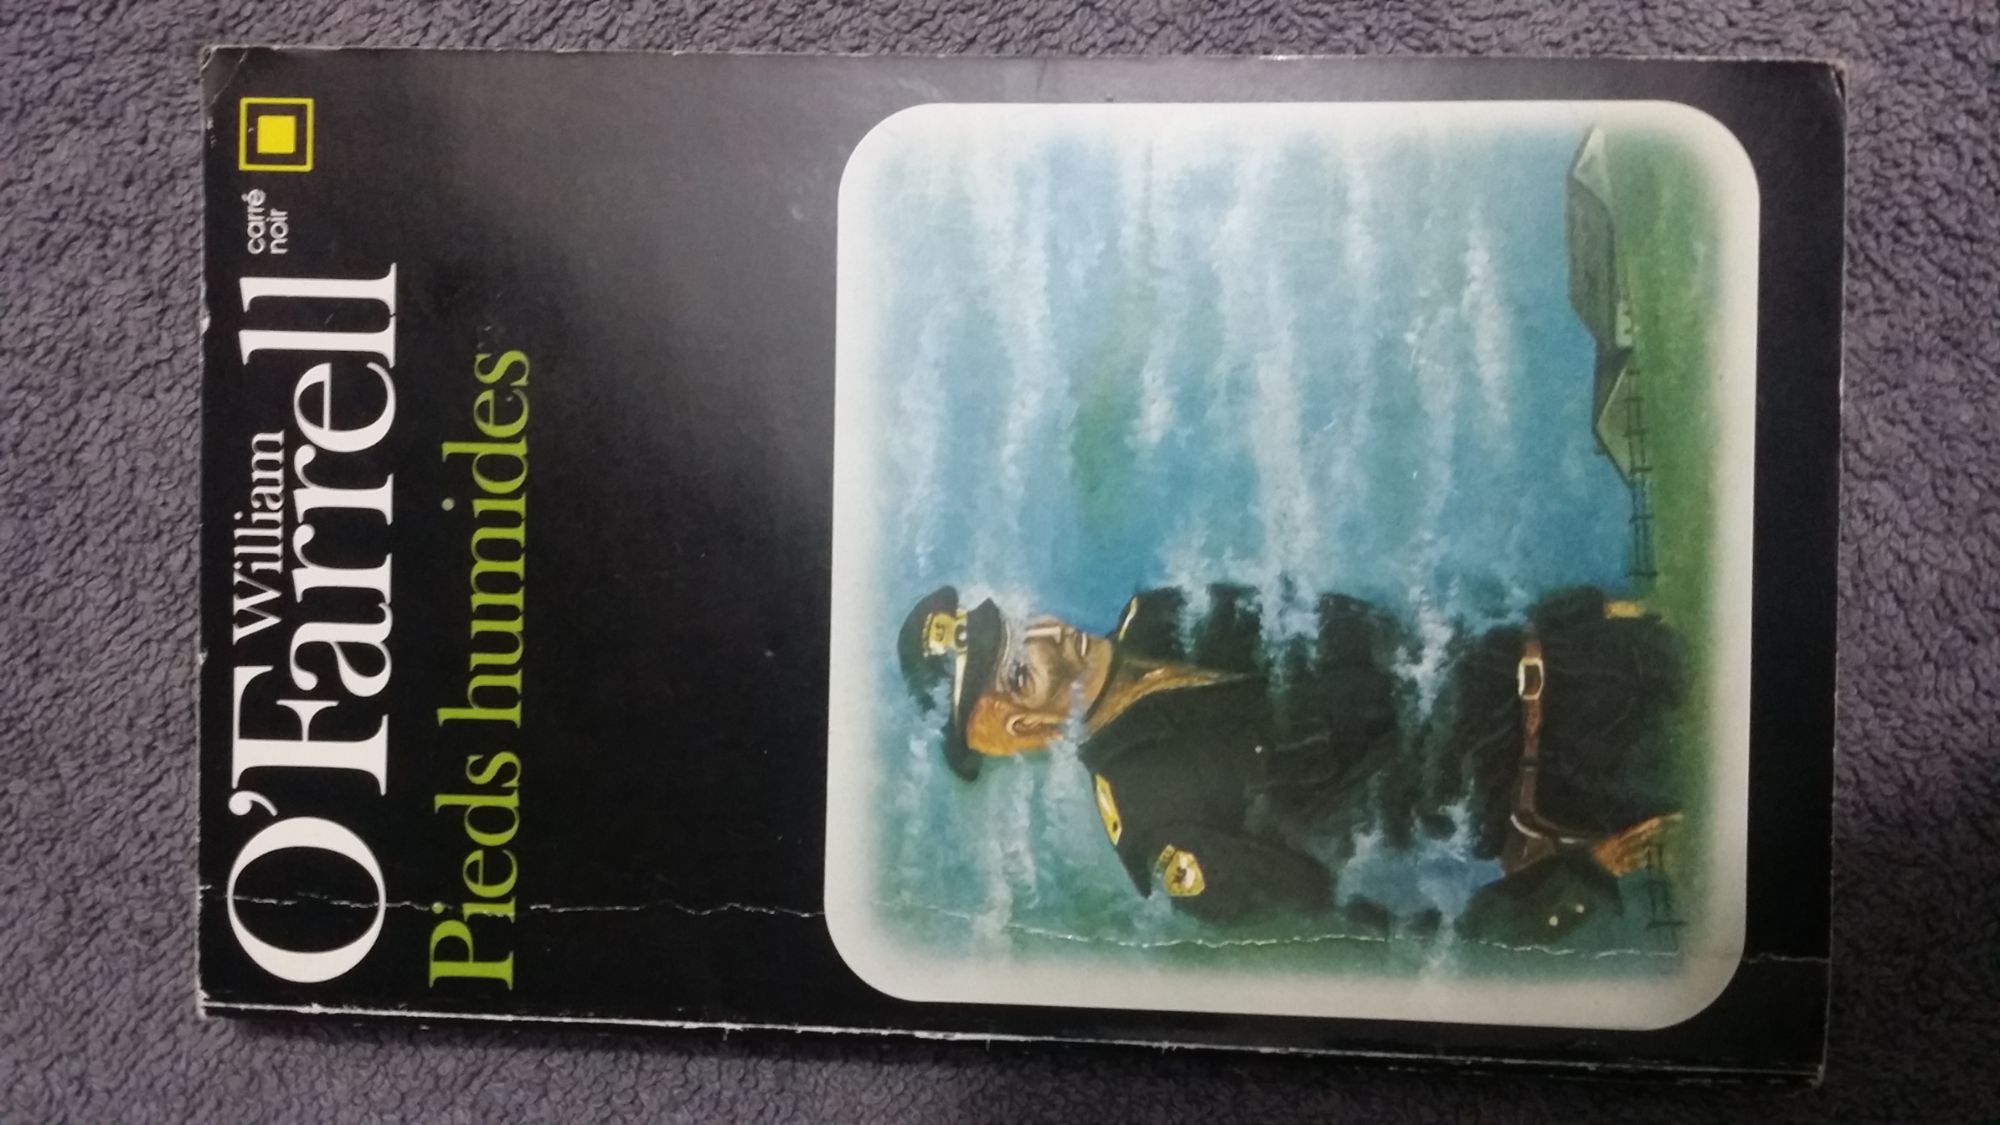 William
O'Farrell
carré
noir
Pieds humides